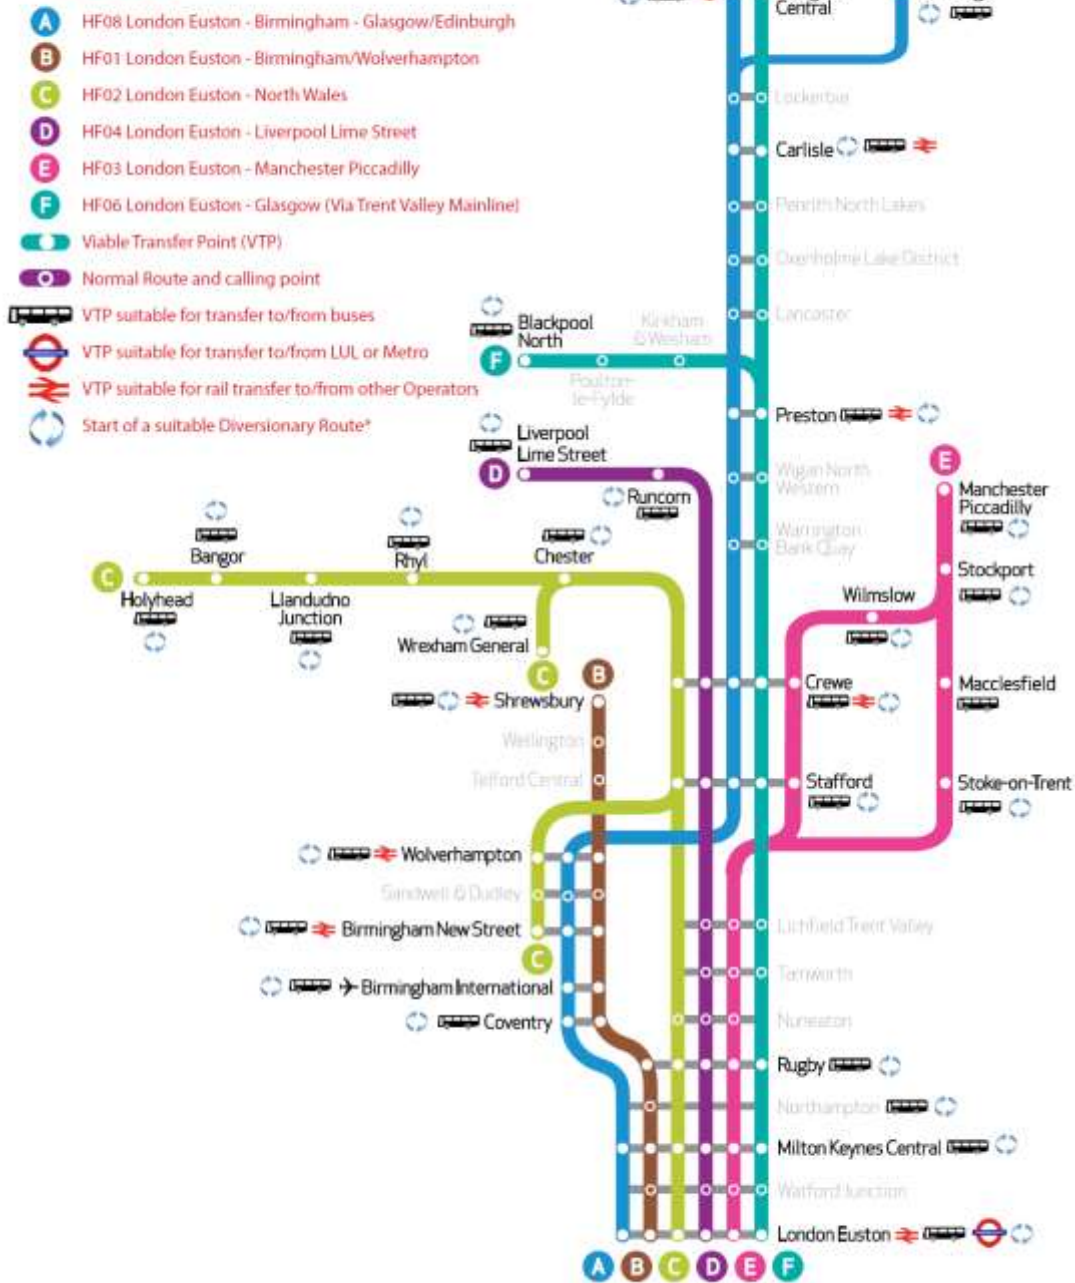 A HF08 London Euston - Birmingham - Glasgow/Edinburgh
B HF01 London Euston - Birmingham/Wolverhampton
C HF02 London Euston - North Wales
D HF04 London Euston - Liverpool Lime Street
E HF03 London Euston - Manchester Piccadilly
F HF06 London Euston - Glasgow (Via Trent Valley Mainline)
Viable Transfer Point (VTP)
Normal Route and calling point
VTP suitable for transfer to/from buses
VTP suitable for transfer to/from LUL or Metro
VTP suitable for rail transfer to/from other Operators
Start of a suitable Diversionary Route*
Central
Lockerbie
Carlisle
Penrith North Lakes
Oxenholme Lake District
Lancaster
Blackpool
North
Kirkham
& Wesham
F
Poulton-
le-Fylde
Preston
Liverpool
Lime Street
D
Runcorn
Wigan North
Western
Warrington
Bank Quay
E
Manchester
Piccadilly
Stockport
Wilmslow
Bangor
Rhyl
Chester
C
Holyhead
Llandudno
Junction
Wrexham General
C
B
Crewe
Macclesfield
Shrewsbury
Wellington
Telford Central
Stafford
Stoke-on-Trent
Wolverhampton
Sandwell & Dudley
Birmingham New Street
C
Lichfield Trent Valley
Tamworth
Birmingham International
Coventry
Nuneaton
Rugby
Northampton
Milton Keynes Central
Watford Junction
London Euston
A B C D E F